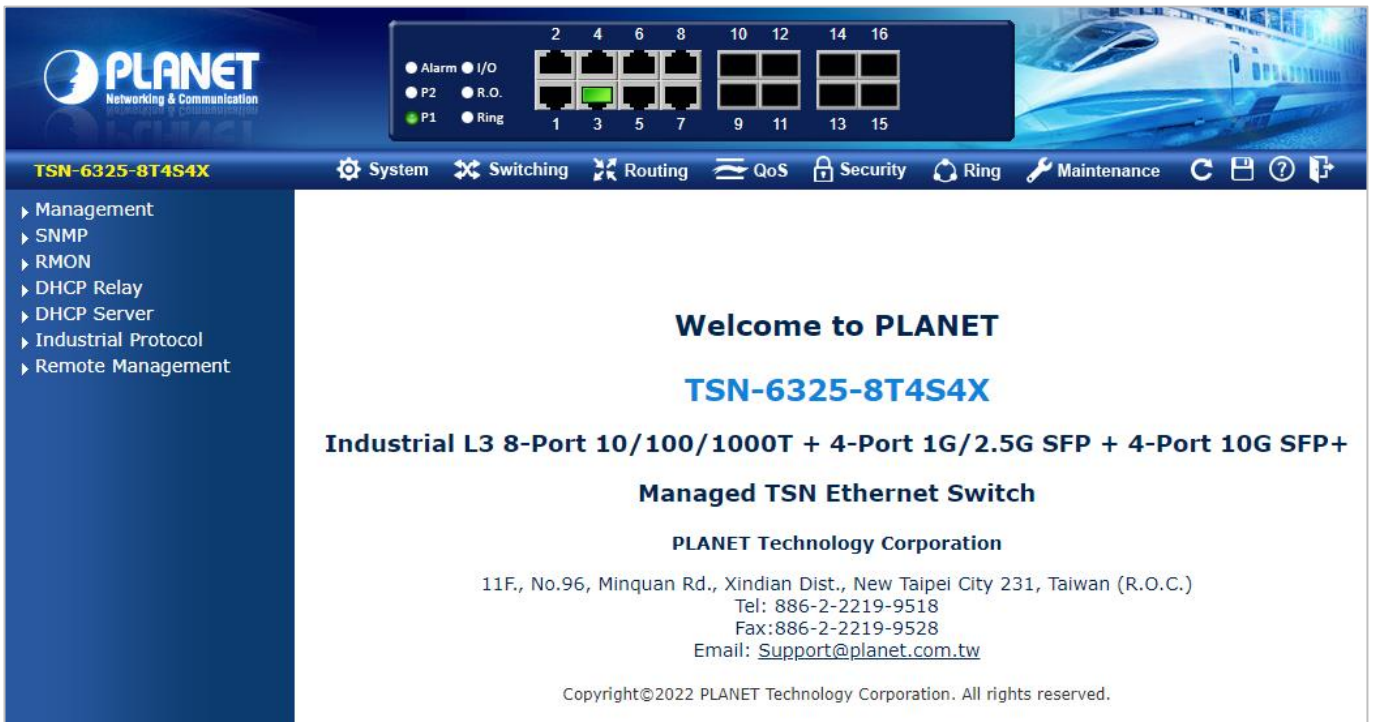 2 4 6 8 10 12 14 16
PLANET
Networking & Communication
Alarm I/O
P2 R.O.
P1 Ring
1 3 5 7 9 11 13 15
TSN-6325-8T4S4X
System Switching Routing QoS Security Ring Maintenance
Management
SNMP
RMON
DHCP Relay
DHCP Server
Industrial Protocol
Remote Management
Welcome to PLANET
TSN-6325-8T4S4X
Industrial L3 8-Port 10/100/1000T + 4-Port 1G/2.5G SFP + 4-Port 10G SFP+
Managed TSN Ethernet Switch
PLANET Technology Corporation
11F., No.96, Minquan Rd., Xindian Dist., New Taipei City 231, Taiwan (R.O.C.)
Tel: 886-2-2219-9518
Fax:886-2-2219-9528
Email: Support@planet.com.tw
Copyright©2022 PLANET Technology Corporation. All rights reserved.